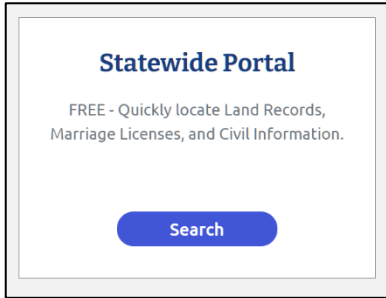 Statewide Portal
FREE - Quickly locate Land Records,
Marriage Licenses, and Civil Information.
Search